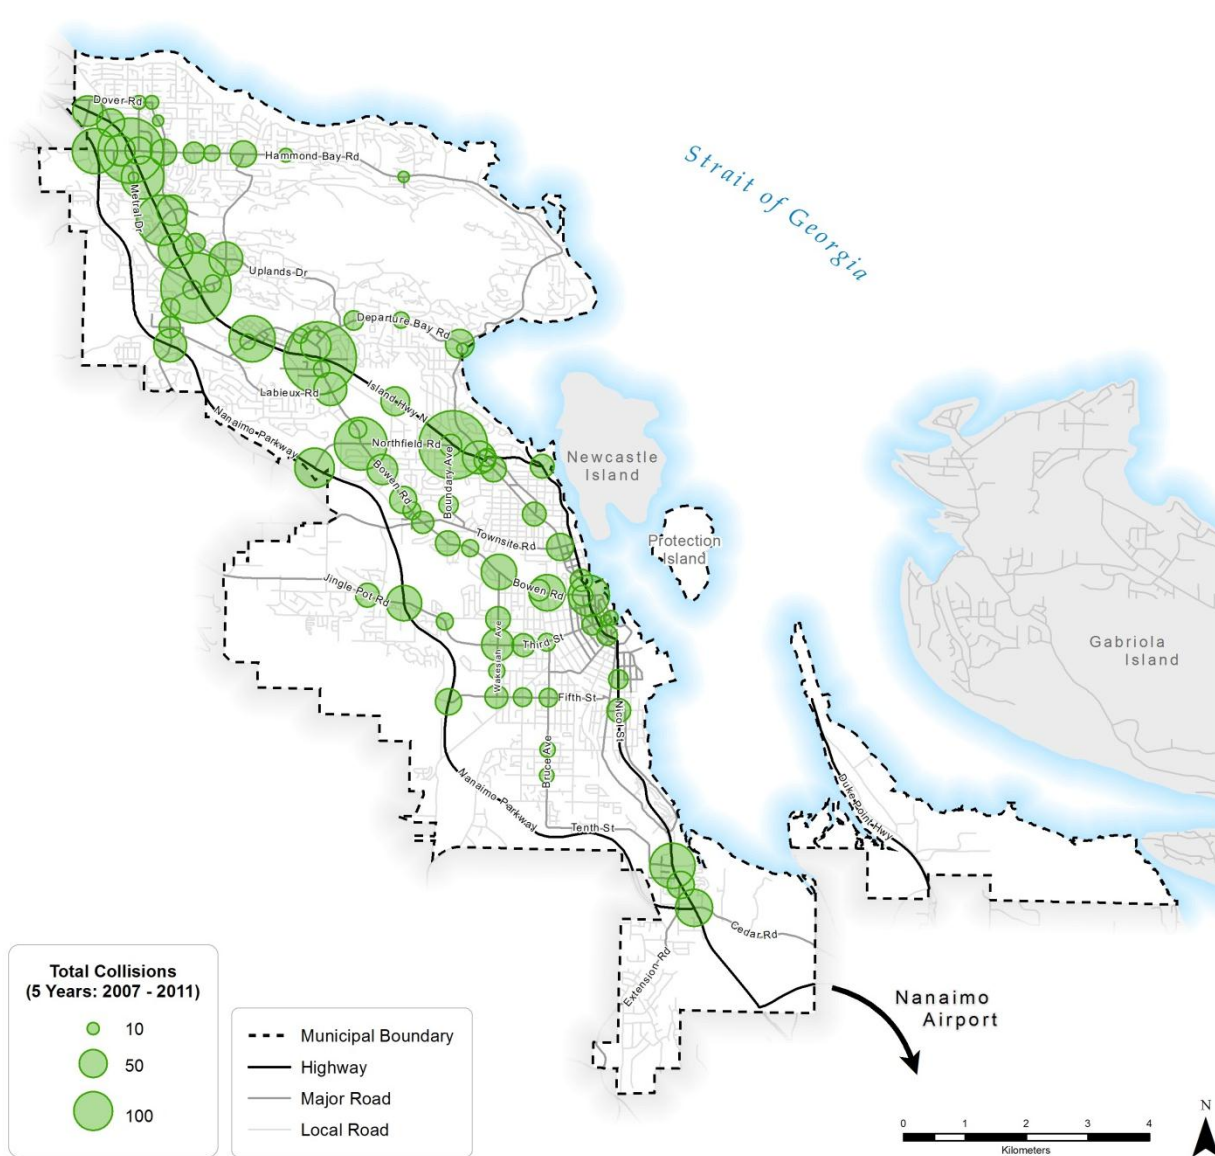 Dover Rd
Hammond Bay Rd
Strait of Georgia
Metral Dr
Uplands Dr
Departure Bay Rd
Island Hwy N
Labieux Rd
Nanaimo Parkway
Northfield Rd
Boundary Ave
Bowen Rd
Newcastle
Island
Townsite Rd
Protection
Island
Jingle Pot Rd
Bowen Rd
Wakesiah Ave
Third St
Gabriola
Island
Fifth St
Nicol St
Bruce Ave
Nanaimo Parkway
Tenth St
Duke Point Hwy
Cedar Rd
Extension Rd
Nanaimo
Airport
Total Collisions
(5 Years: 2007 - 2011)
10
50
100
Municipal Boundary
Highway
Major Road
Local Road
0 1 2 3 4
Kilometers
N